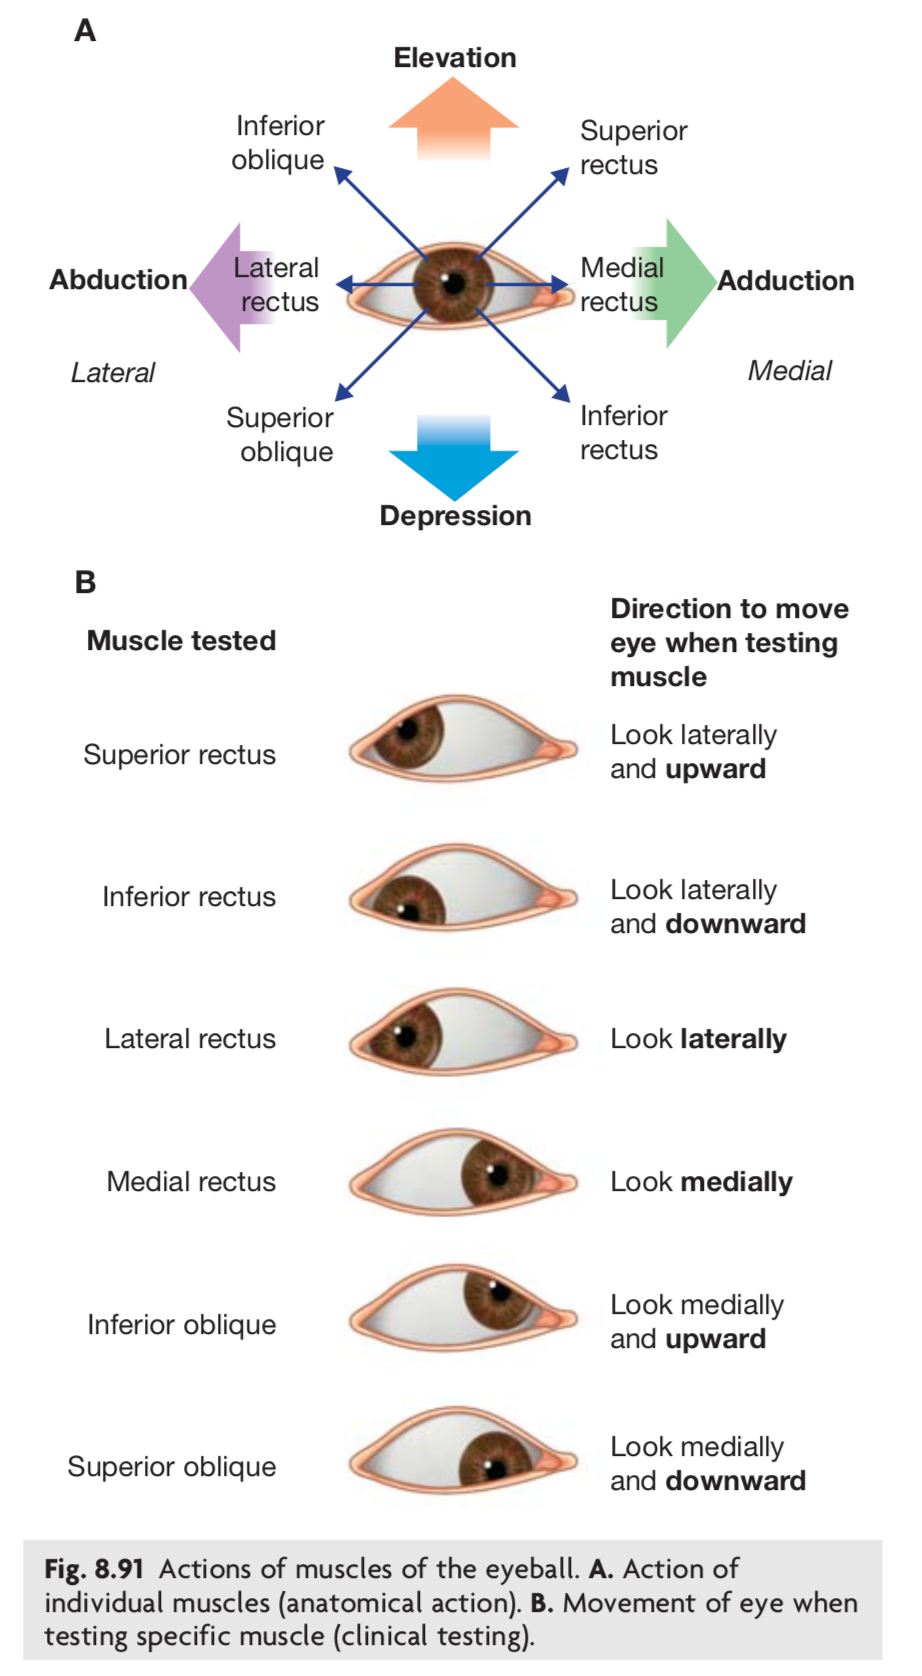 A
Elevation
Inferior
oblique
Superior
rectus
Abduction
Lateral
rectus
Medial
rectus
Adduction
Lateral
Medial
Superior
oblique
Inferior
rectus
Depression
B
Muscle tested
Direction to move
eye when testing
muscle
Superior rectus
Look laterally
and upward
Inferior rectus
Look laterally
and downward
Lateral rectus
Look laterally
Medial rectus
Look medially
Inferior oblique
Look medially
and upward
Superior oblique
Look medially
and downward
Fig. 8.91 Actions of muscles of the eyeball. A. Action of
individual muscles (anatomical action). B. Movement of eye when
testing specific muscle (clinical testing).